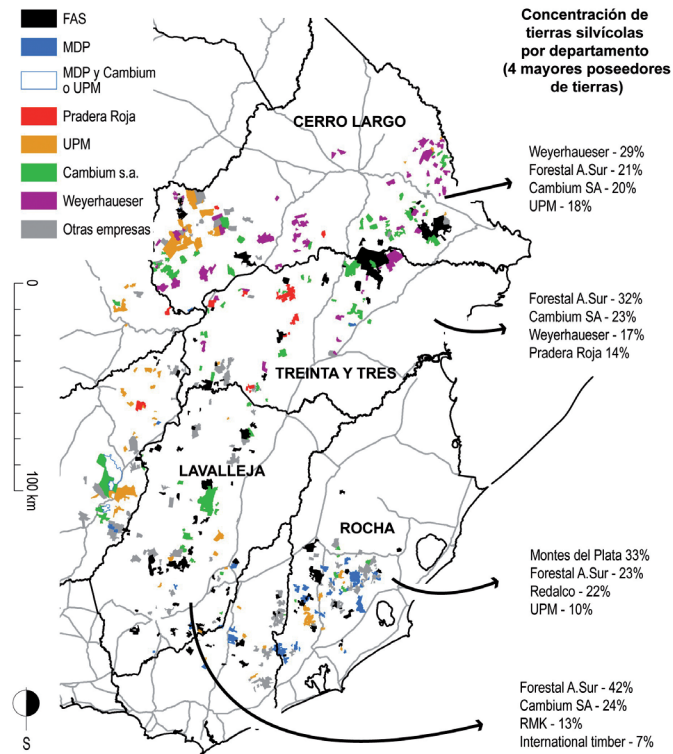 FAS
MDP
MDP y Cambium
o UPM
Pradera Roja
UPM
Cambium s.a.
Weyerhaueser
Otras empresas
Concentración de
tierras silvícolas
por departamento
(4 mayores poseedores
de tierras)
CERRO LARGO
Weyerhaueser - 29%
Forestal A.Sur - 21%
Cambium SA - 20%
UPM - 18%
0
100 km
Forestal A.Sur - 32%
Cambium SA - 23%
Weyerhaueser - 17%
Pradera Roja 14%
TREINTA Y TRES
LAVALLEJA
ROCHA
Montes del Plata 33%
Forestal A.Sur - 23%
Redalco - 22%
UPM - 10%
Forestal A.Sur - 42%
Cambium SA - 24%
RMK - 13%
International timber - 7%
S